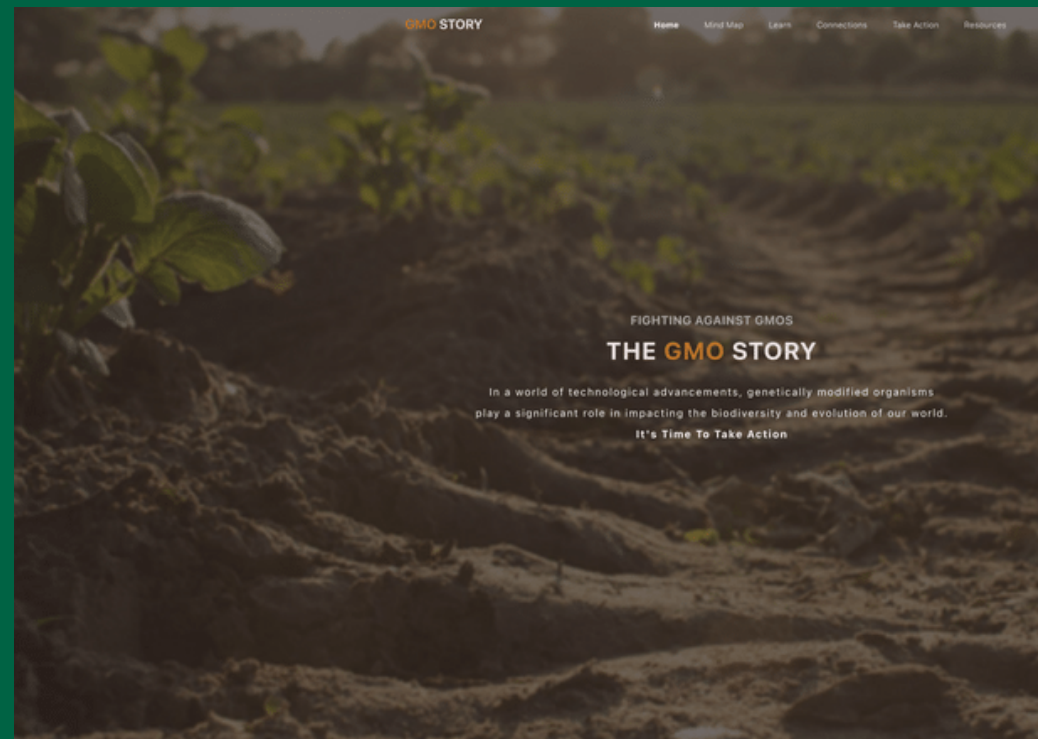 GMO STORY
Home Mind Map Learn Connections Take Action Resources
FIGHTING AGAINST GMOS
THE GMO STORY
In a world of technological advancements, genetically modified organisms
play a significant role in impacting the biodiversity and evolution of our world.
It's Time To Take Action